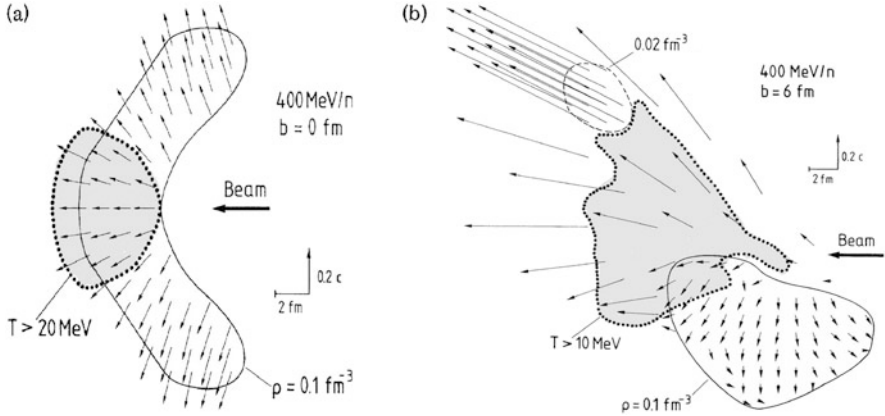 (a)
400 MeV/n
b = 0 fm
Beam
0.2 c
2 fm
T > 20 MeV
ρ = 0.1 fm⁻³
(b)
0.02 fm⁻³
400 MeV/n
b = 6 fm
0.2 c
2 fm
Beam
T > 10 MeV
ρ = 0.1 fm⁻³